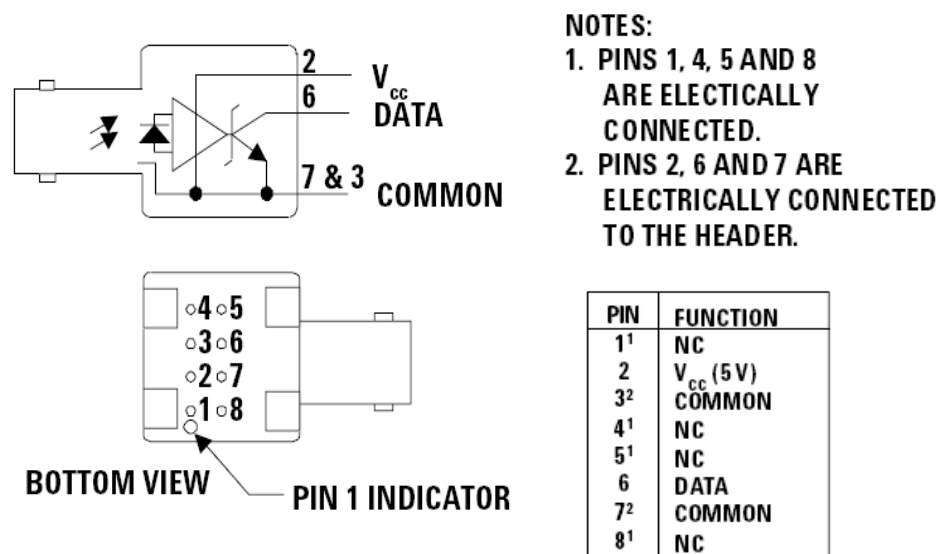 2
V
cc
6
DATA
7 & 3
COMMON
NOTES:
1. PINS 1, 4, 5 AND 8
ARE ELECTICALLY
CONNECTED.
2. PINS 2, 6 AND 7 ARE
ELECTRICALLY CONNECTED
TO THE HEADER.
4 5
3 6
2 7
1 8
BOTTOM VIEW
PIN 1 INDICATOR
PIN FUNCTION
1¹ NC
2 Vcc (5 V)
3² COMMON
4¹ NC
5¹ NC
6 DATA
7² COMMON
8¹ NC